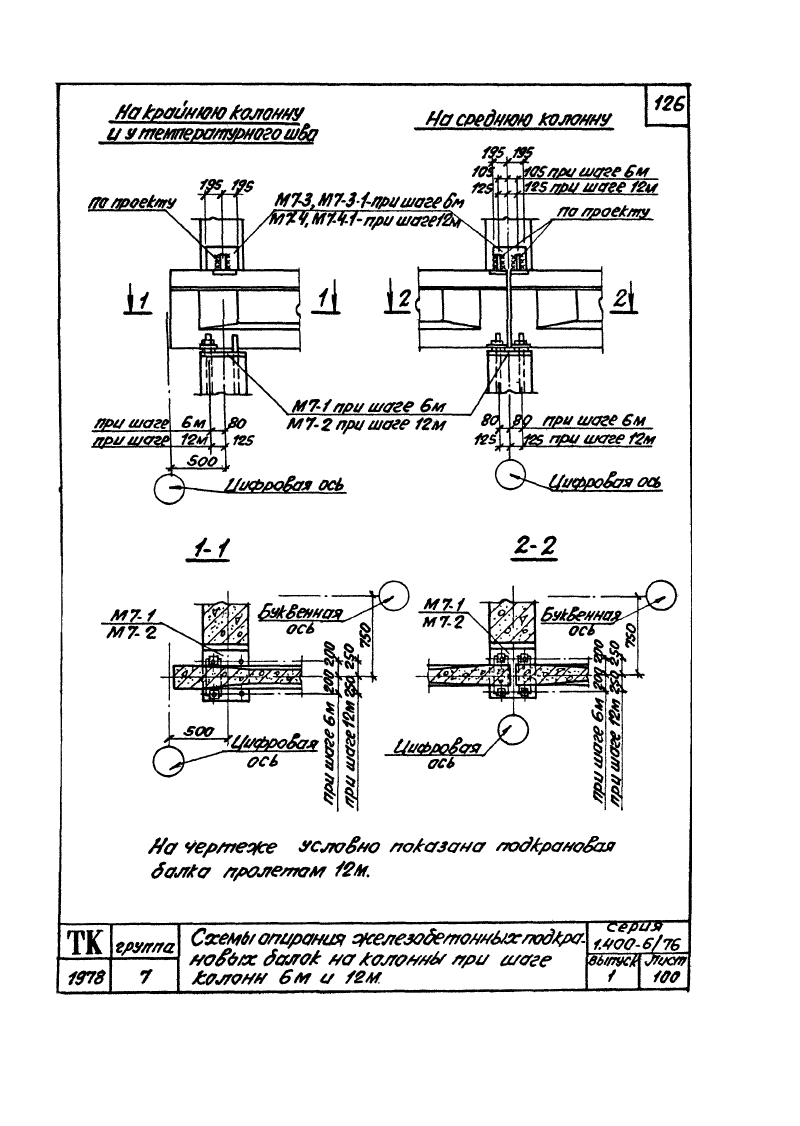 126
На крайнюю колонну
и у температурного шва
На среднюю колонну
195 195
по проекту
М7-3, М7-3-1-при шаге 6м
М7-4, М7-4-1-при шаге 12м
195 195
105 105 при шаге 6м
125 125 при шаге 12м
по проекту
1 1
2 2
М7-1 при шаге 6м
М7-2 при шаге 12м
при шаге 6м 80
при шаге 12м 125
500
Цифровая ось
80 80 при шаге 6м
125 125 при шаге 12м
Цифровая ось
1-1
М7-1
М7-2
Буквенная
ось
750
200 250
200 250
при шаге 6м
при шаге 12м
500
Цифровая
ось
2-2
М7-1
М7-2
Буквенная
ось
750
200 250
200 250
при шаге 6м
при шаге 12м
Цифровая
ось
На чертеже условно показана подкрановая
балка пролетом 12м.
ТК
1978
группа
7
Схемы опирания железобетонных подкра-
новых балок на колонны при шаге
колонн 6м и 12м.
серия
1.400-6/76
выпуск
1
лист
100